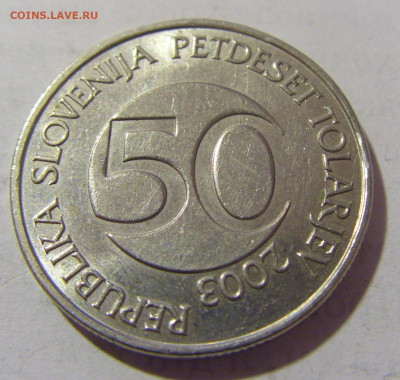 COINS.LAVE.RU
REPUBLIKA SLOVENIJA PETDESET TOLARJEV 2003
50